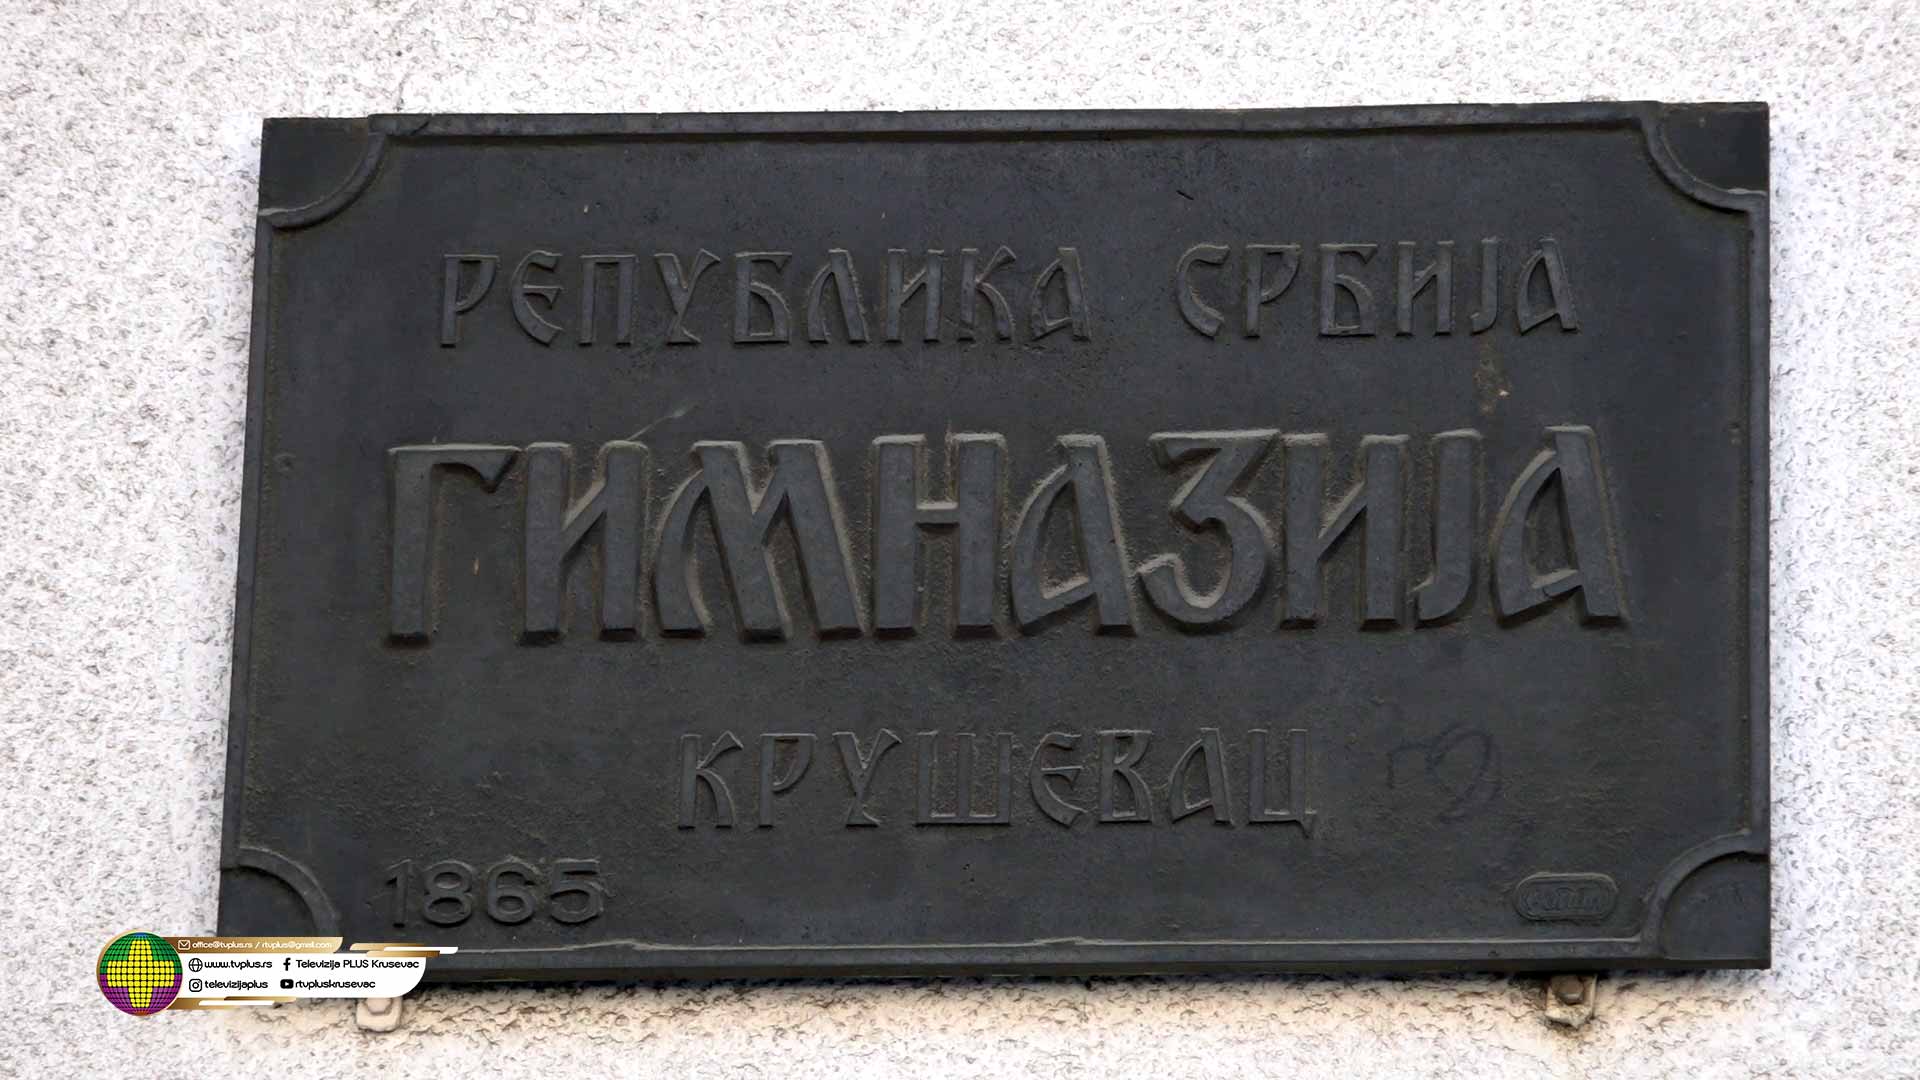 РЕПУБЛИКА СРБИЈА
ГИМНАЗИЈА
КРУШЕВАЦ
1865
office@tvplus.rs / rtvplus@gmail.com
www.tvplus.rs Televizija PLUS Krusevac
televizijaplus rtvpluskrusevac